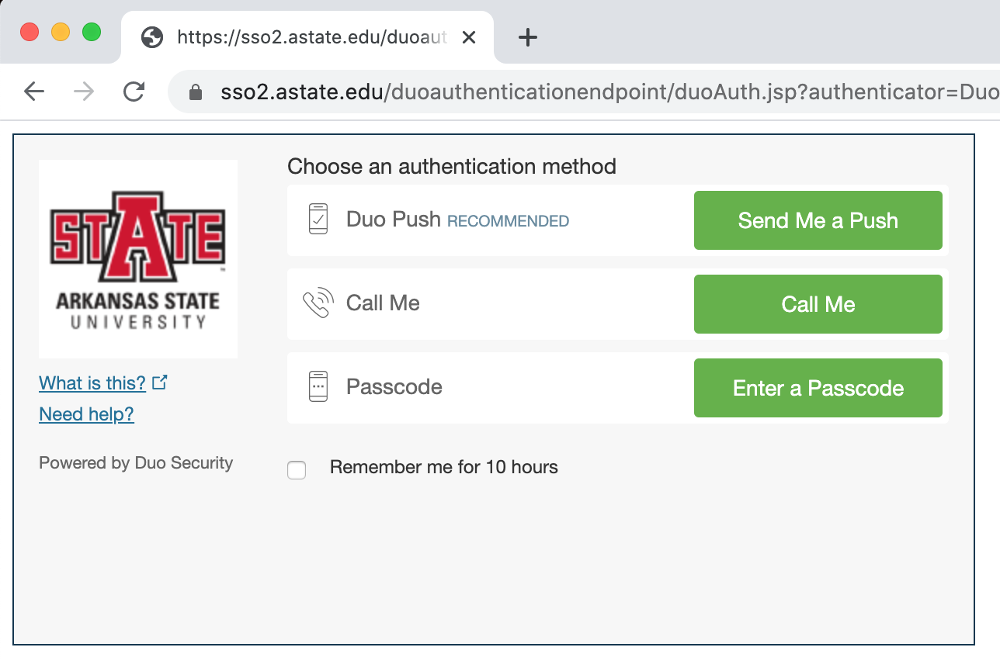 https://sso2.astate.edu/duoaut
sso2.astate.edu/duoauthenticationendpoint/duoAuth.jsp?authenticator=Duo
STATE
ARKANSAS STATE
UNIVERSITY
What is this?
Need help?
Powered by Duo Security
Choose an authentication method
Duo Push RECOMMENDED
Send Me a Push
Call Me
Call Me
Passcode
Enter a Passcode
Remember me for 10 hours